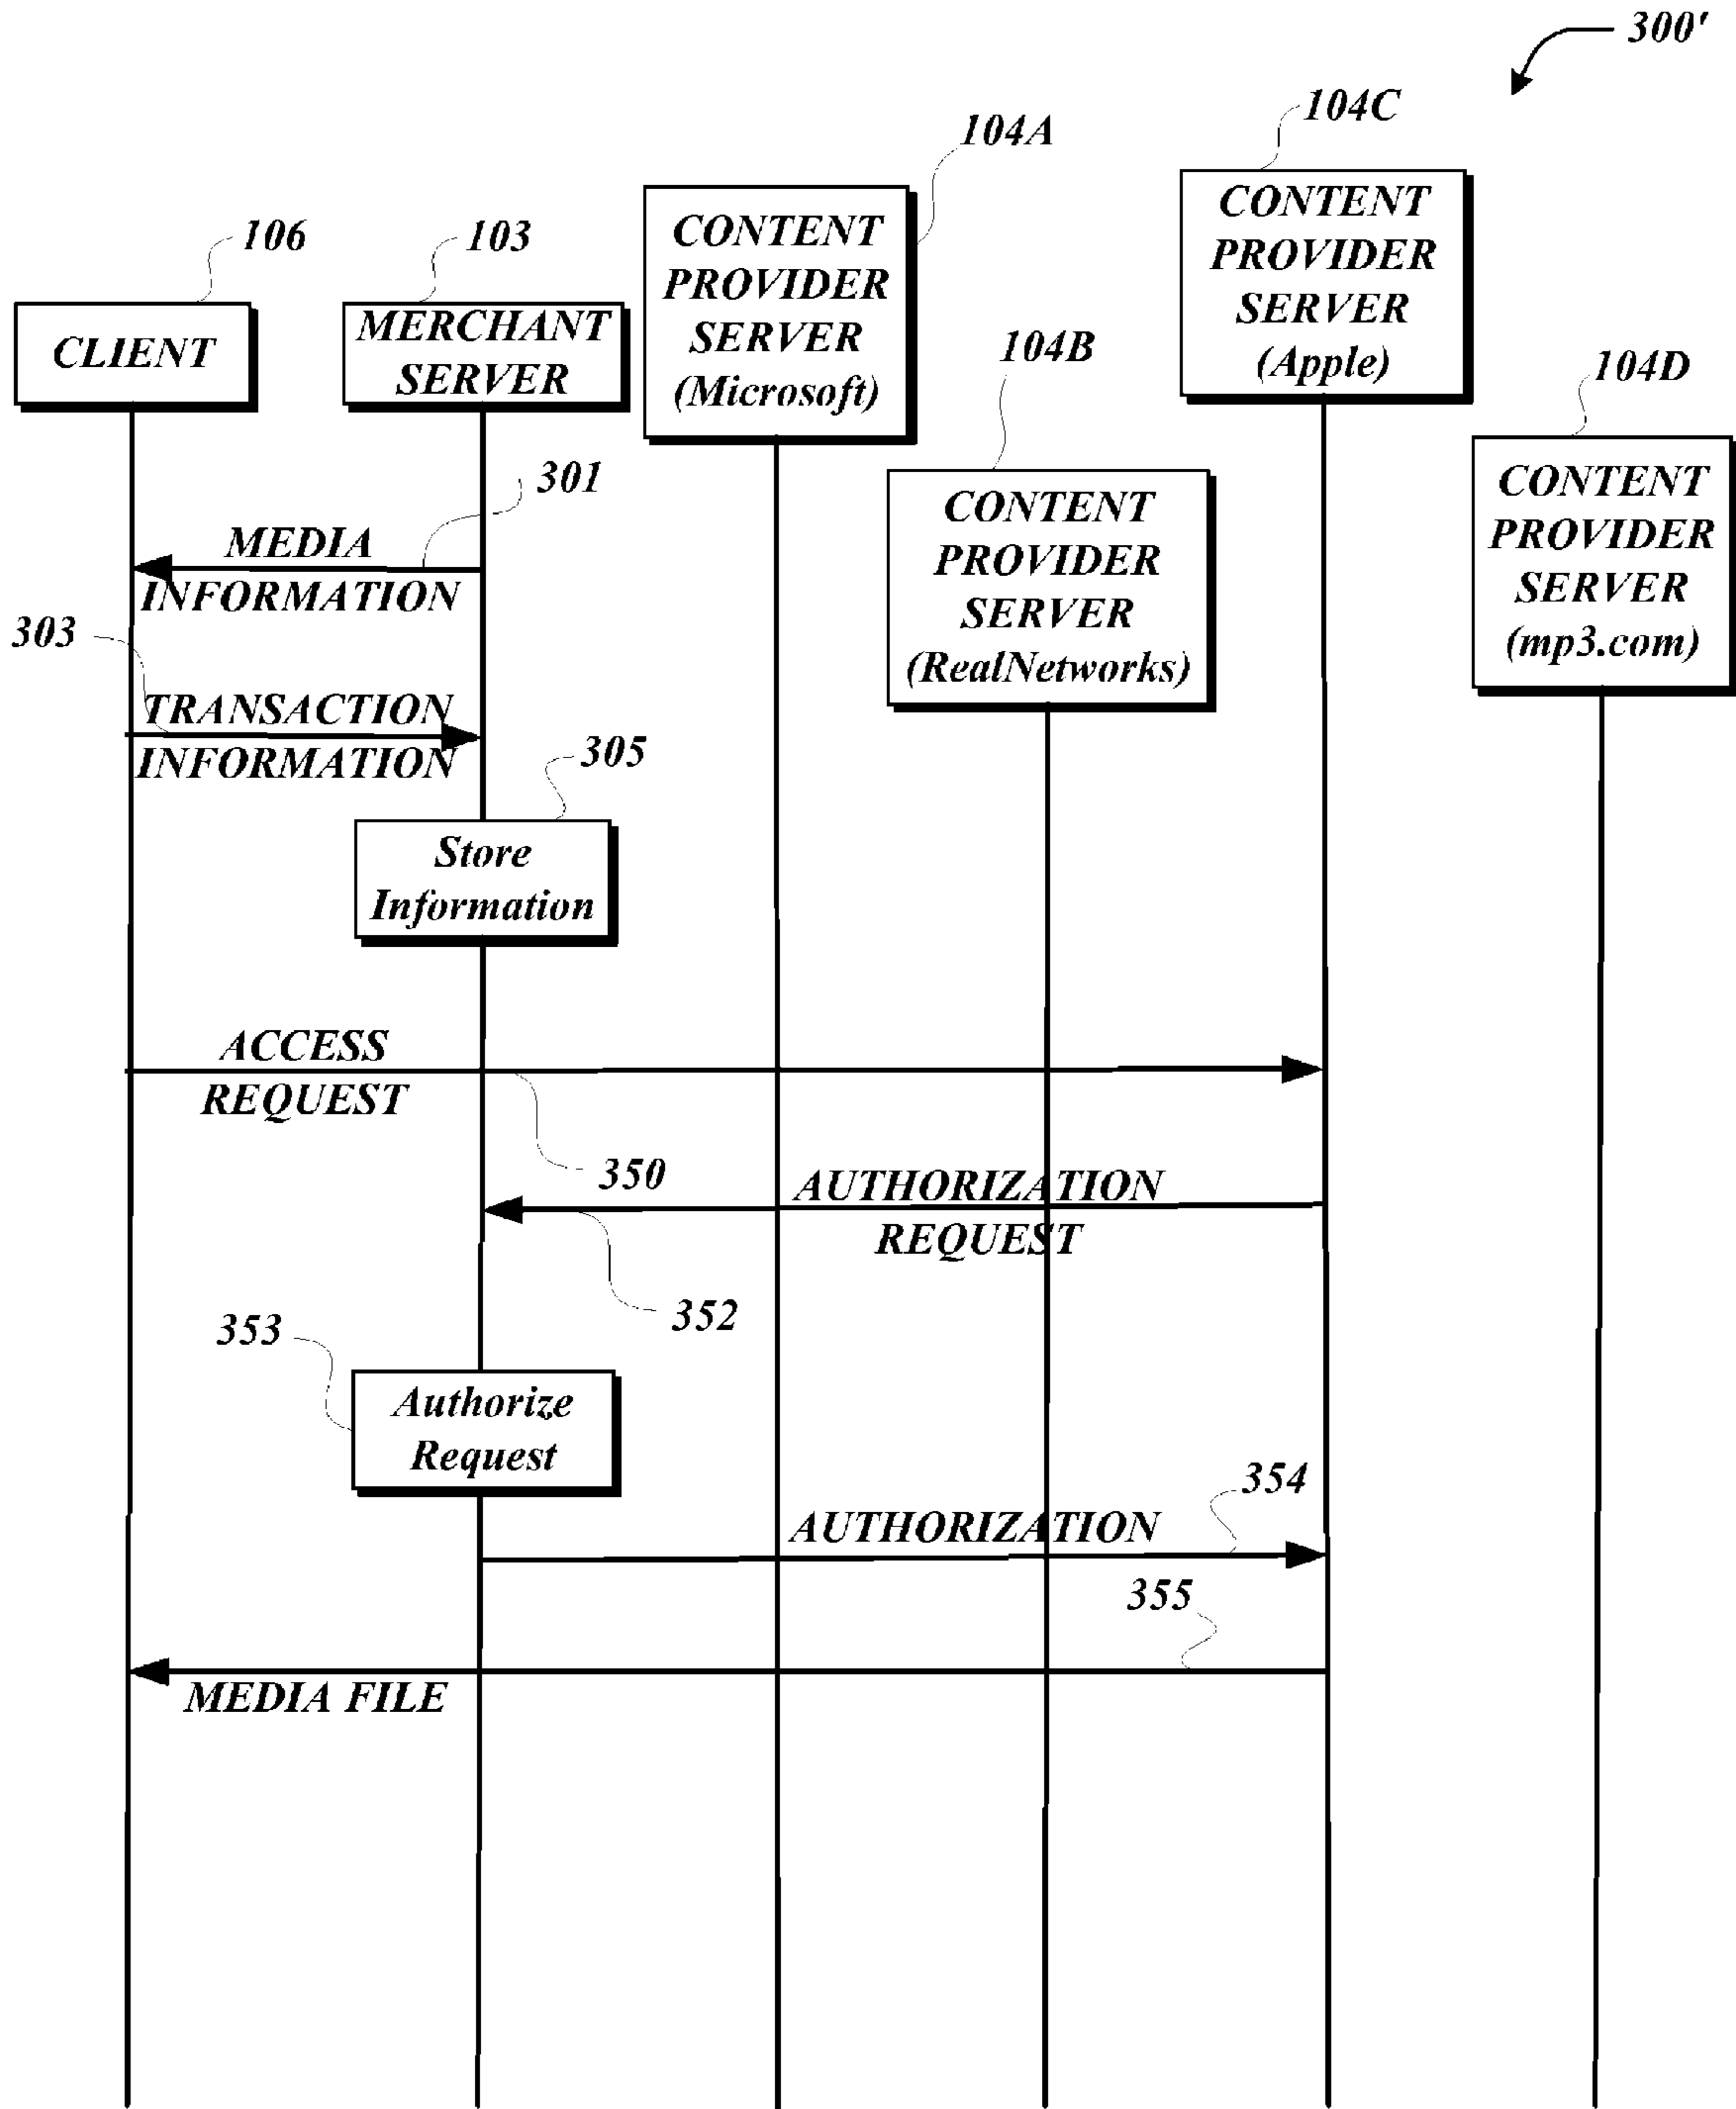 300'
104C
104A
CONTENT
PROVIDER
SERVER
(Apple)
CONTENT
PROVIDER
SERVER
(Microsoft)
106
103
CLIENT
MERCHANT
SERVER
104B
104D
CONTENT
PROVIDER
SERVER
(RealNetworks)
CONTENT
PROVIDER
SERVER
(mp3.com)
301
MEDIA
INFORMATION
303
TRANSACTION
INFORMATION
305
Store
Information
ACCESS
REQUEST
350
AUTHORIZATION
REQUEST
352
353
Authorize
Request
354
AUTHORIZATION
355
MEDIA FILE